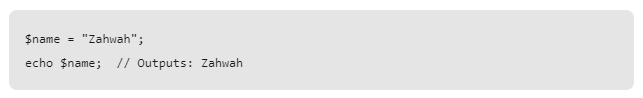 $name = "Zahwah";
echo $name;  // Outputs: Zahwah